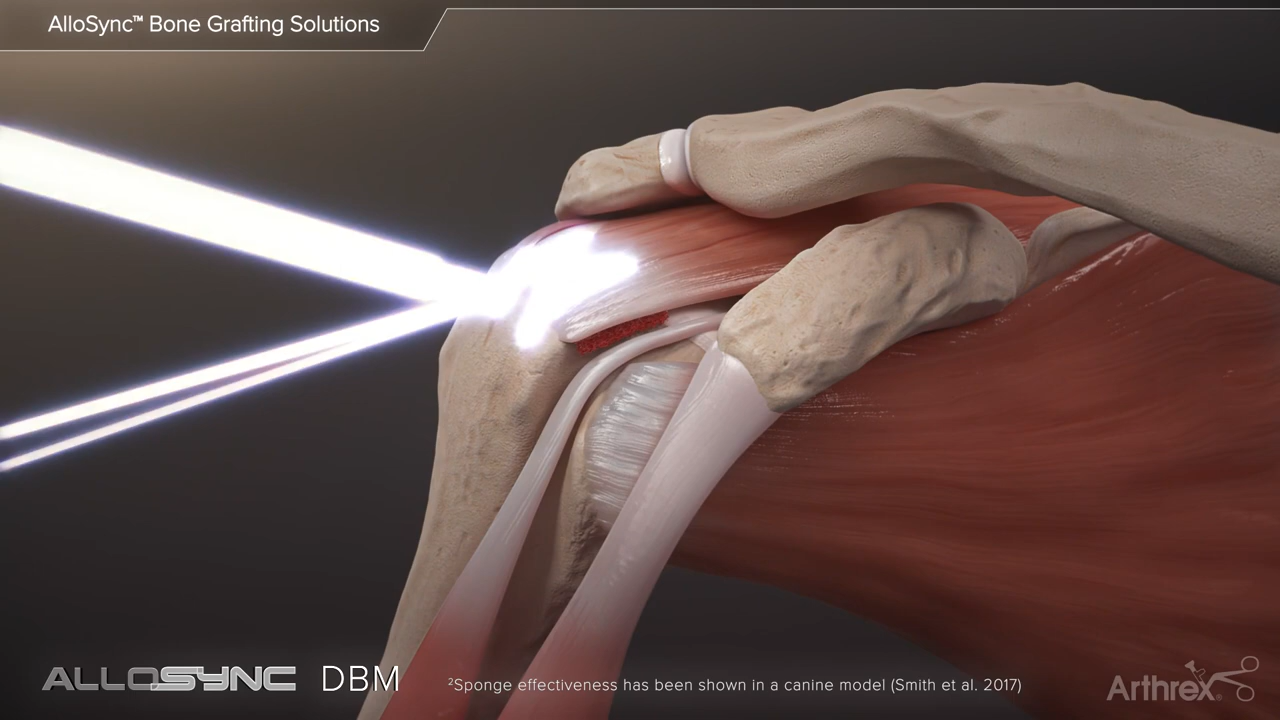 AlloSync™ Bone Grafting Solutions
ALLOSYNC DBM
²Sponge effectiveness has been shown in a canine model (Smith et al. 2017)
Arthrex®